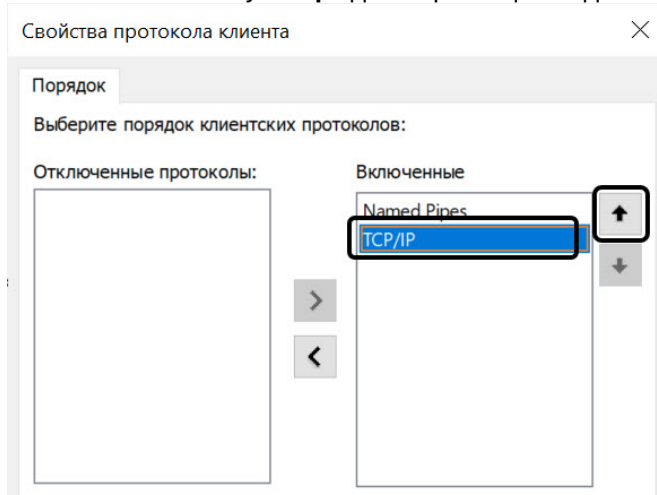 Свойства протокола клиента
Порядок
Выберите порядок клиентских протоколов:
Отключенные протоколы:
Включенные
Named Pipes
TCP/IP